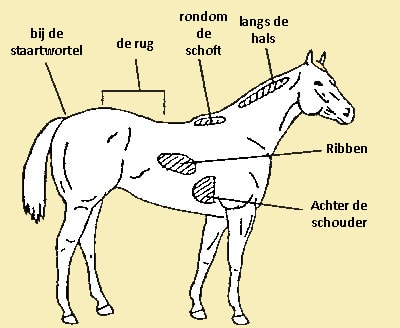 bij de
staartwortel
de rug
rondom
de
schoft
langs de
hals
Ribben
Achter de
schouder